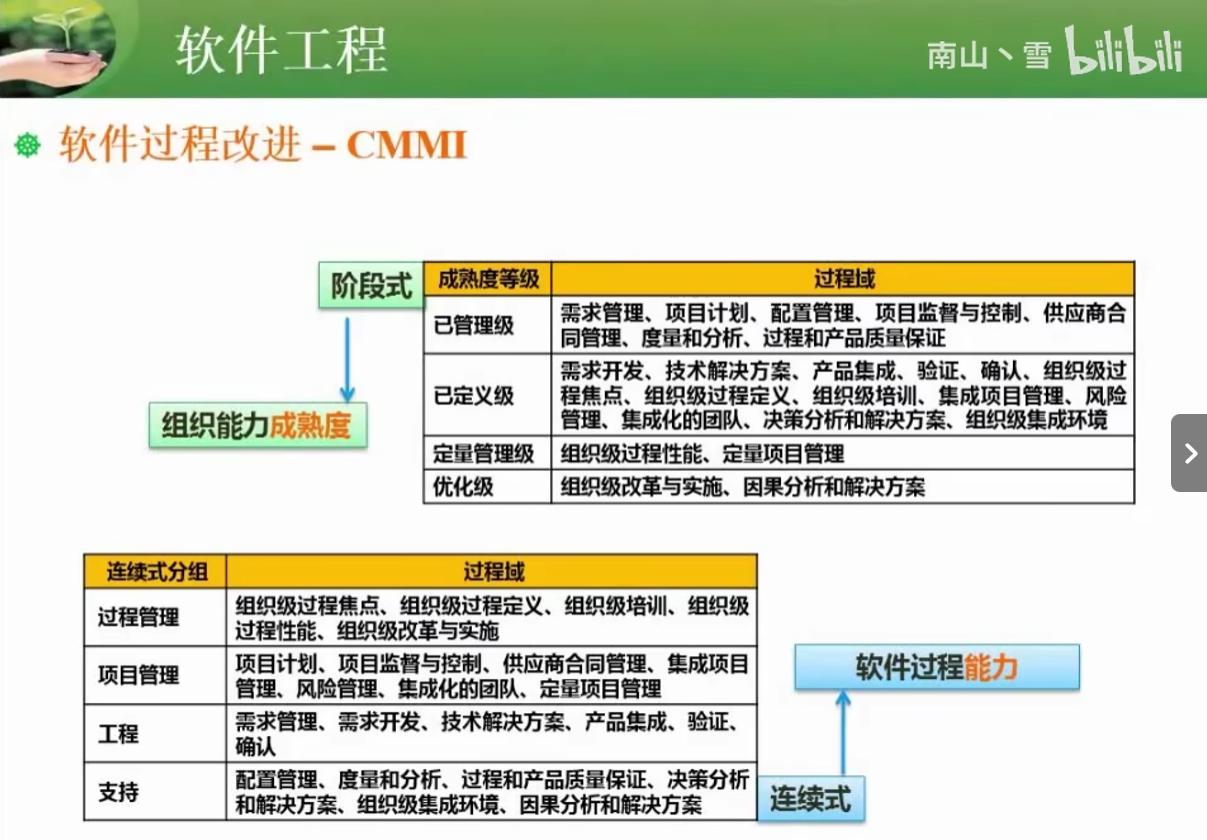 软件工程
南山丶雪 bilibili
软件过程改进 – CMMI
阶段式
组织能力成熟度
成熟度等级 过程域
已管理级
需求管理、项目计划、配置管理、项目监督与控制、供应商合
同管理、度量和分析、过程和产品质量保证
已定义级
需求开发、技术解决方案、产品集成、验证、确认、组织级过
程焦点、组织级过程定义、组织级培训、集成项目管理、风险
管理、集成化的团队、决策分析和解决方案、组织级集成环境
定量管理级 组织级过程性能、定量项目管理
优化级 组织级改革与实施、因果分析和解决方案
连续式分组 过程域
过程管理
组织级过程焦点、组织级过程定义、组织级培训、组织级
过程性能、组织级改革与实施
项目管理
项目计划、项目监督与控制、供应商合同管理、集成项目
管理、风险管理、集成化的团队、定量项目管理
工程
需求管理、需求开发、技术解决方案、产品集成、验证、
确认
支持
配置管理、度量和分析、过程和产品质量保证、决策分析
和解决方案、组织级集成环境、因果分析和解决方案
软件过程能力
连续式